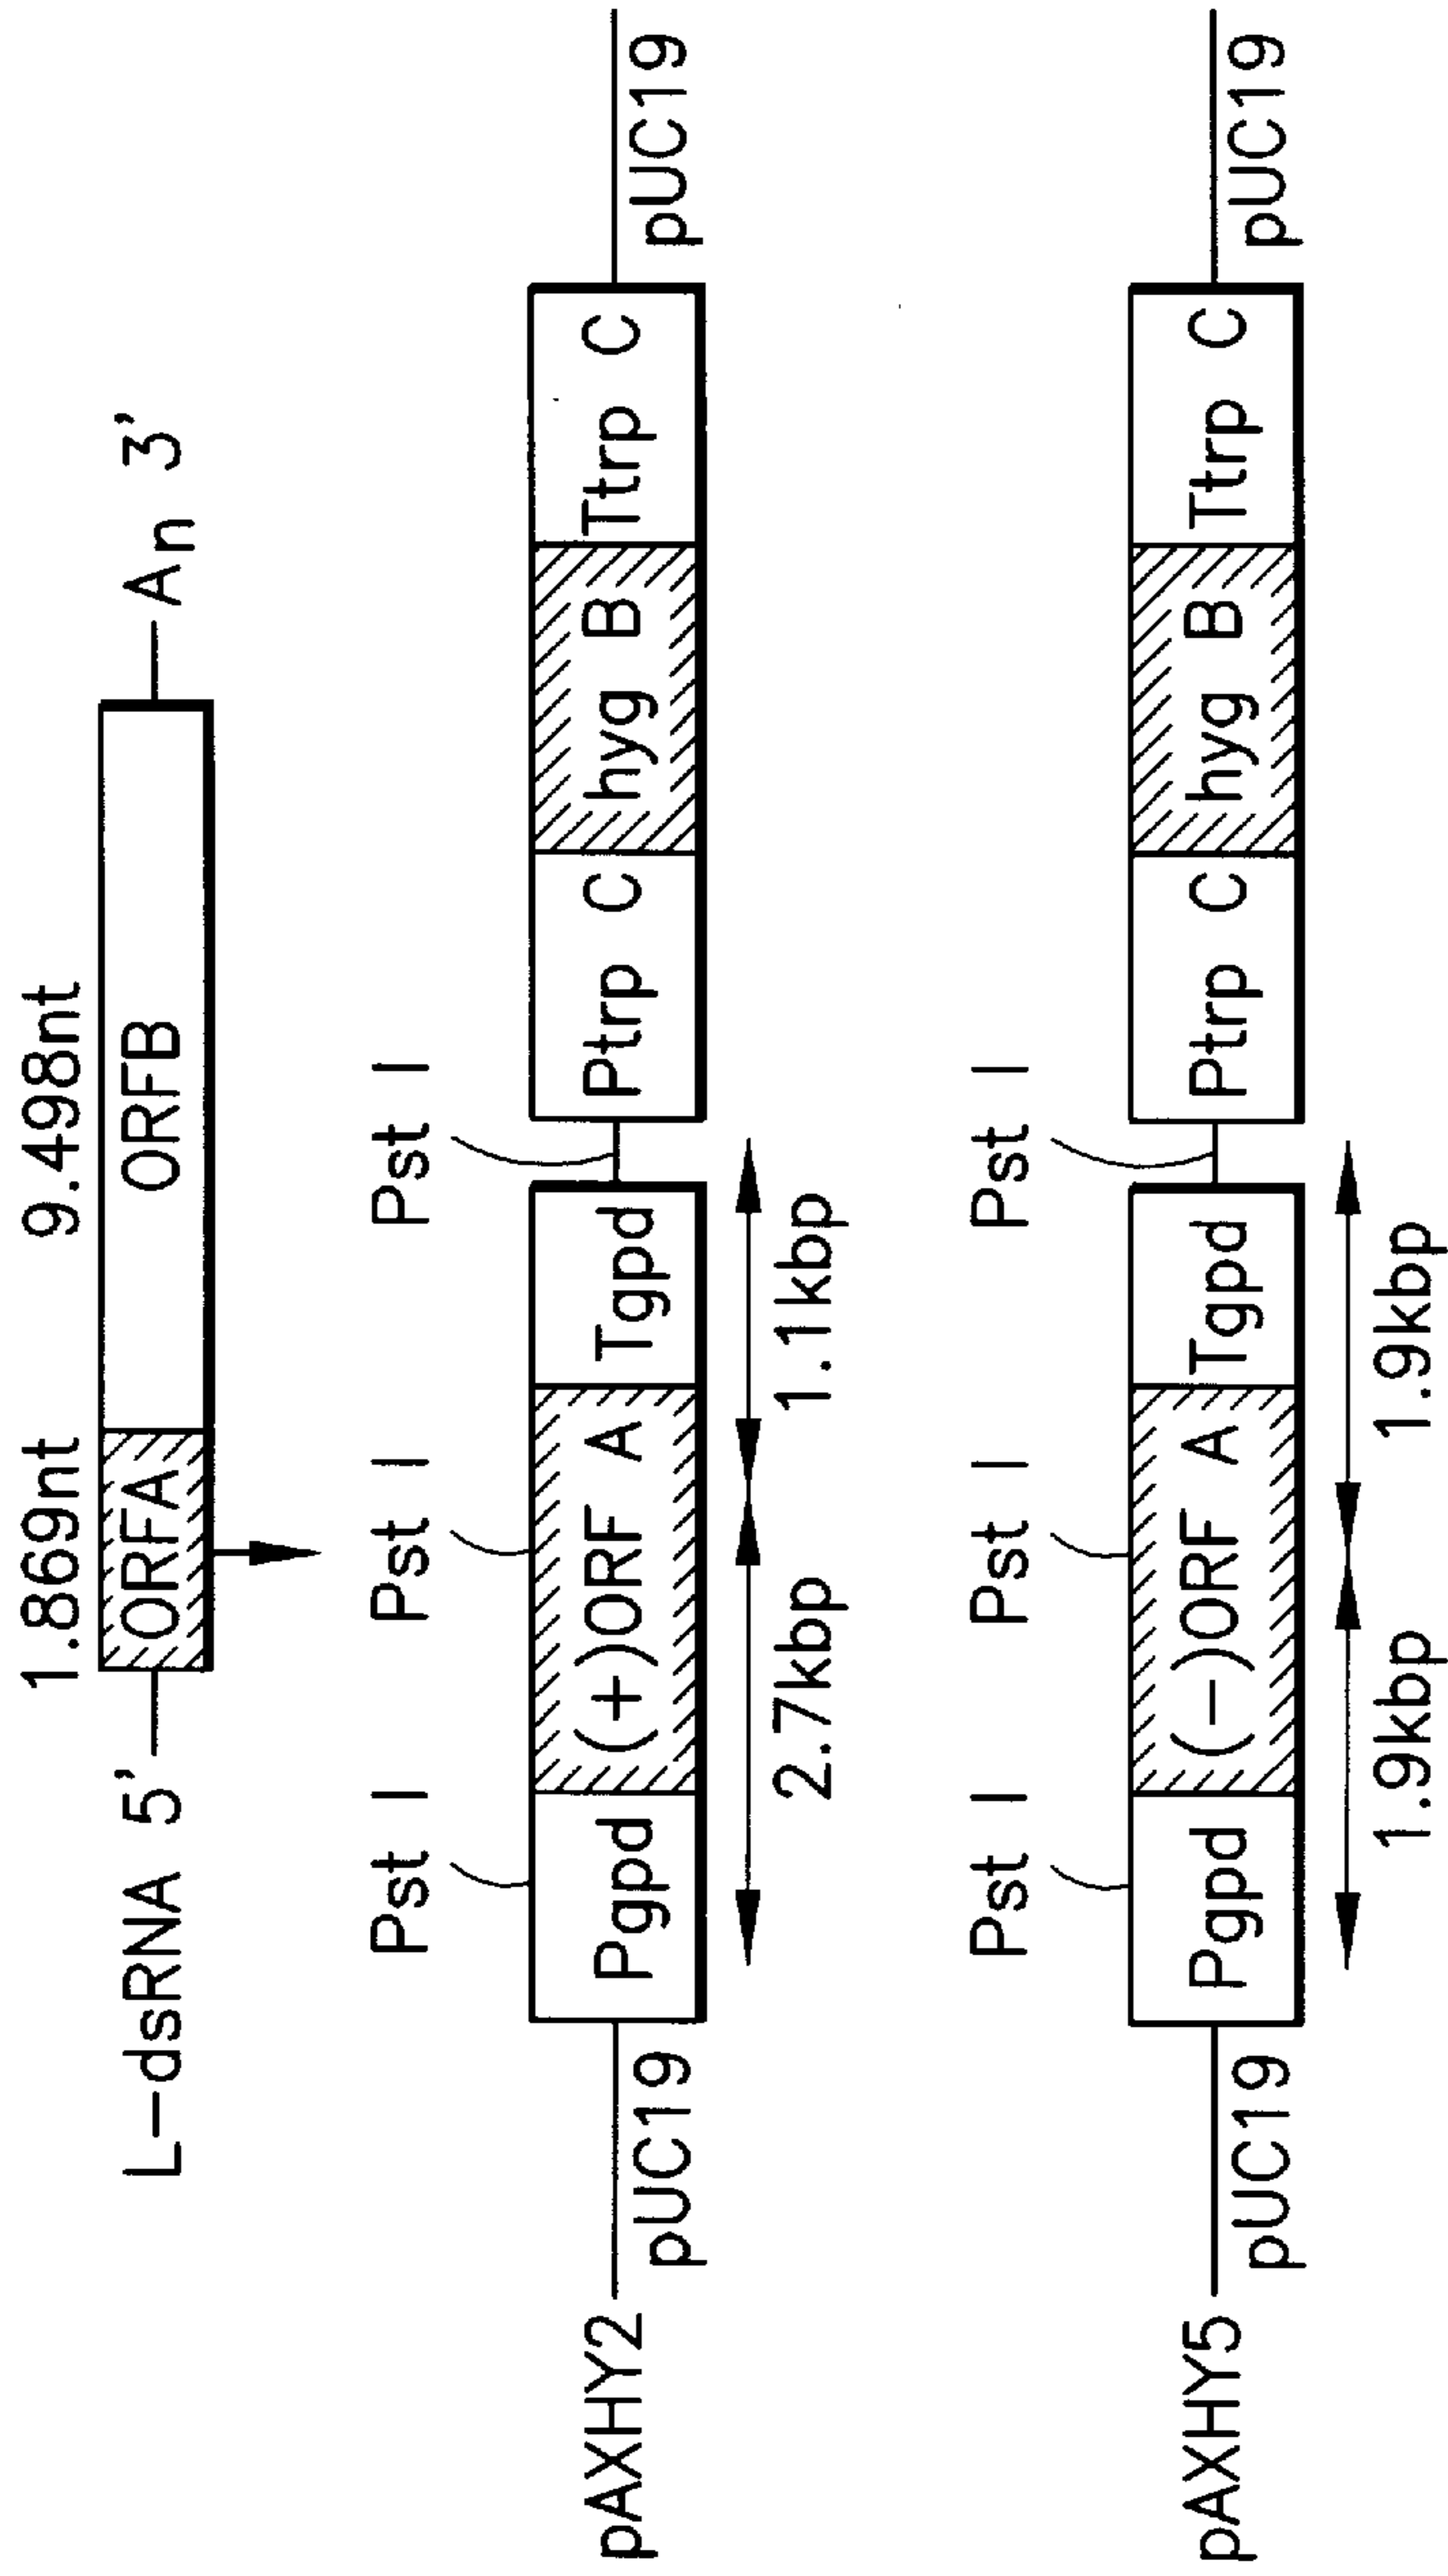 1.869nt 9.498nt
L-dsRNA 5' ORFA ORFB An 3'
Pst I Pst I Pst I
pAXHY2 pUC19 Pgpd (+)ORF A Tgpd Ptrp C hyg B Ttrp C pUC19
2.7kbp 1.1kbp
Pst I Pst I Pst I
pAXHY5 pUC19 Pgpd (-)ORF A Tgpd Ptrp C hyg B Ttrp C pUC19
1.9kbp 1.9kbp